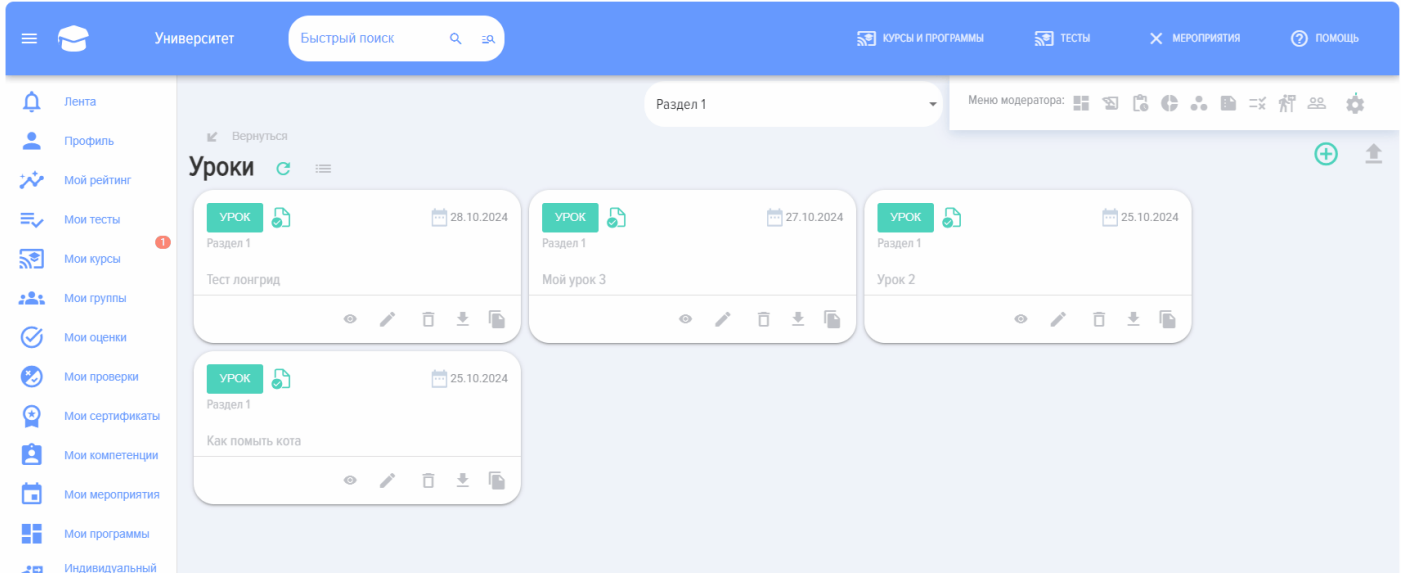 Университет
Быстрый поиск
КУРСЫ И ПРОГРАММЫ
ТЕСТЫ
МЕРОПРИЯТИЯ
ПОМОЩЬ
Лента
Профиль
Мой рейтинг
Мои тесты
1
Мои курсы
Мои группы
Мои оценки
Мои проверки
Мои сертификаты
Мои компетенции
Мои мероприятия
Мои программы
Индивидуальный
Раздел 1
Меню модератора:
Вернуться
Уроки
УРОК
28.10.2024
Раздел 1
Тест лонгрид
УРОК
27.10.2024
Раздел 1
Мой урок 3
УРОК
25.10.2024
Раздел 1
Урок 2
УРОК
25.10.2024
Раздел 1
Как помыть кота